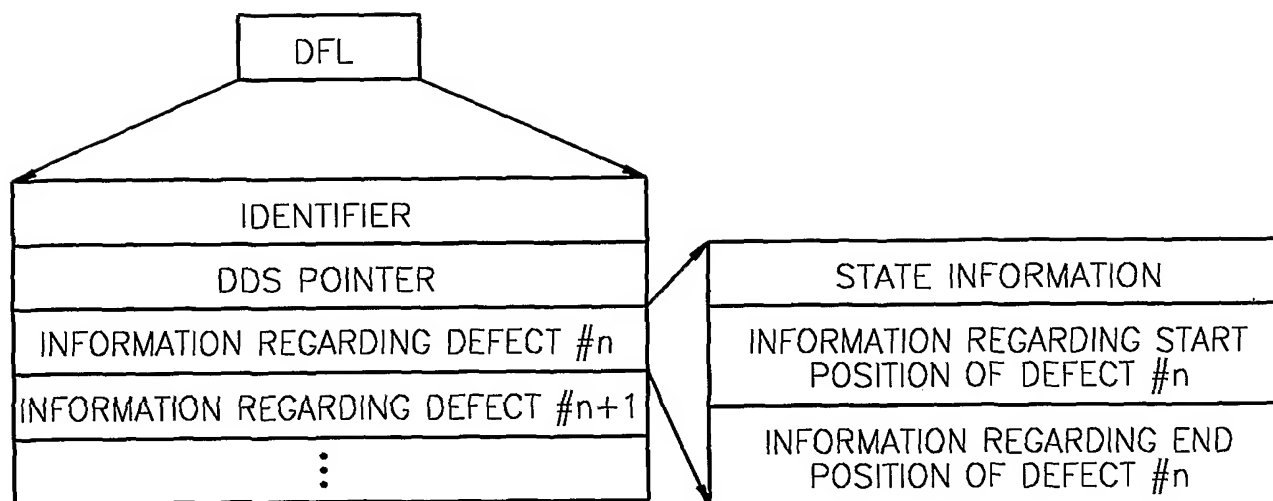 DFL
IDENTIFIER
DDS POINTER
INFORMATION REGARDING DEFECT #n
INFORMATION REGARDING DEFECT #n+1
⋮
STATE INFORMATION
INFORMATION REGARDING START
POSITION OF DEFECT #n
INFORMATION REGARDING END
POSITION OF DEFECT #n